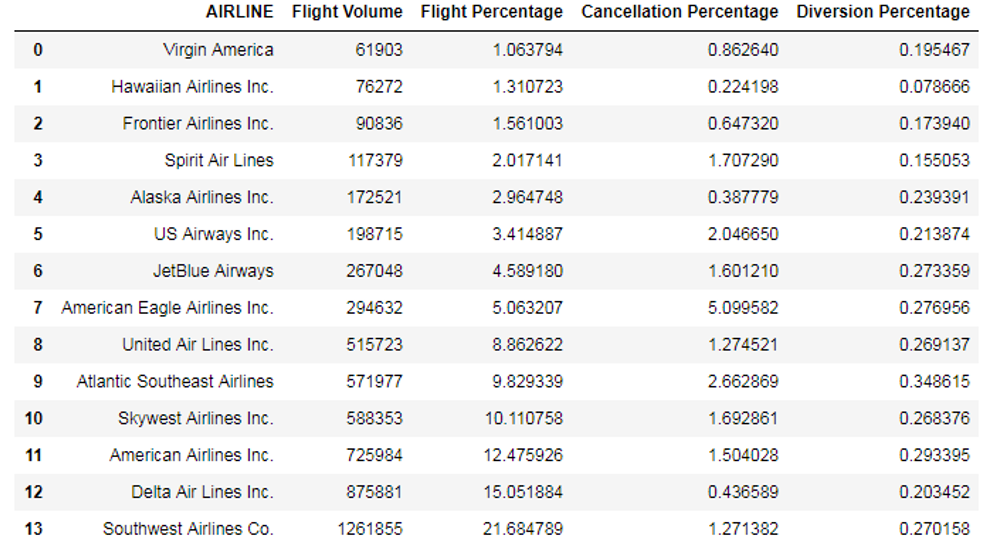 AIRLINE Flight Volume Flight Percentage Cancellation Percentage Diversion Percentage
0 Virgin America 61903 1.063794 0.862640 0.195467
1 Hawaiian Airlines Inc. 76272 1.310723 0.224198 0.078666
2 Frontier Airlines Inc. 90836 1.561003 0.647320 0.173940
3 Spirit Air Lines 117379 2.017141 1.707290 0.155053
4 Alaska Airlines Inc. 172521 2.964748 0.387779 0.239391
5 US Airways Inc. 198715 3.414887 2.046650 0.213874
6 JetBlue Airways 267048 4.589180 1.601210 0.273359
7 American Eagle Airlines Inc. 294632 5.063207 5.099582 0.276956
8 United Air Lines Inc. 515723 8.862622 1.274521 0.269137
9 Atlantic Southeast Airlines 571977 9.829339 2.662869 0.348615
10 Skywest Airlines Inc. 588353 10.110758 1.692861 0.268376
11 American Airlines Inc. 725984 12.475926 1.504028 0.293395
12 Delta Air Lines Inc. 875881 15.051884 0.436589 0.203452
13 Southwest Airlines Co. 1261855 21.684789 1.271382 0.270158